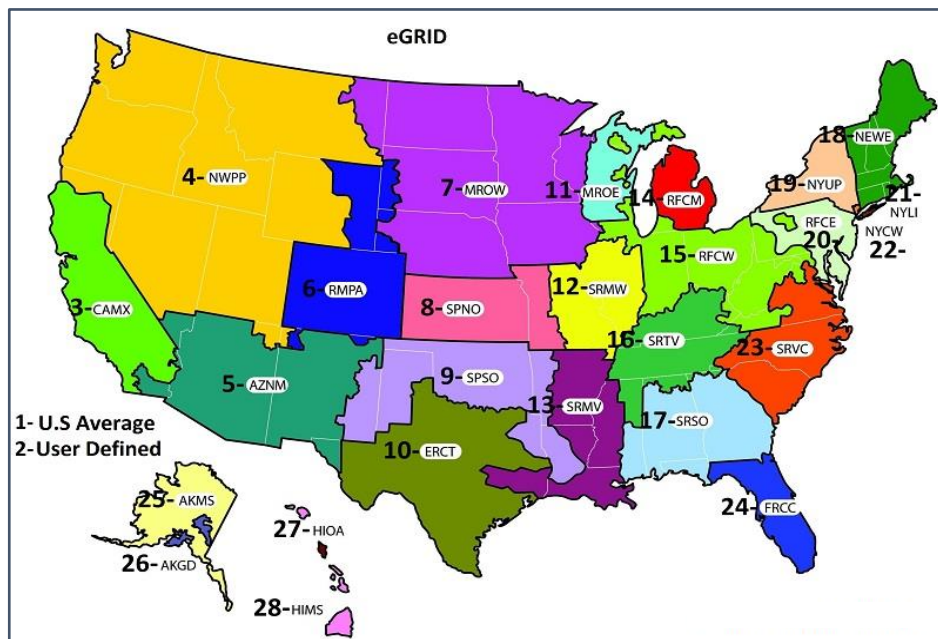 eGRID
18-NEWE
4-NWPP
7-MROW
11-MROE
14-RFCM
19-NYUP
21-
NYLI
RFCE
NYCW
20-
22-
15-RFCW
6-RMPA
12-SRMW
3-CAMX
8-SPNO
16-SRTV
23-SRVC
5-AZNM
9-SPSO
13-SRMV
17-SRSO
1- U.S Average
2-User Defined
10-ERCT
25-AKMS
24-FRCC
27-HIOA
26-AKGD
28-HIMS